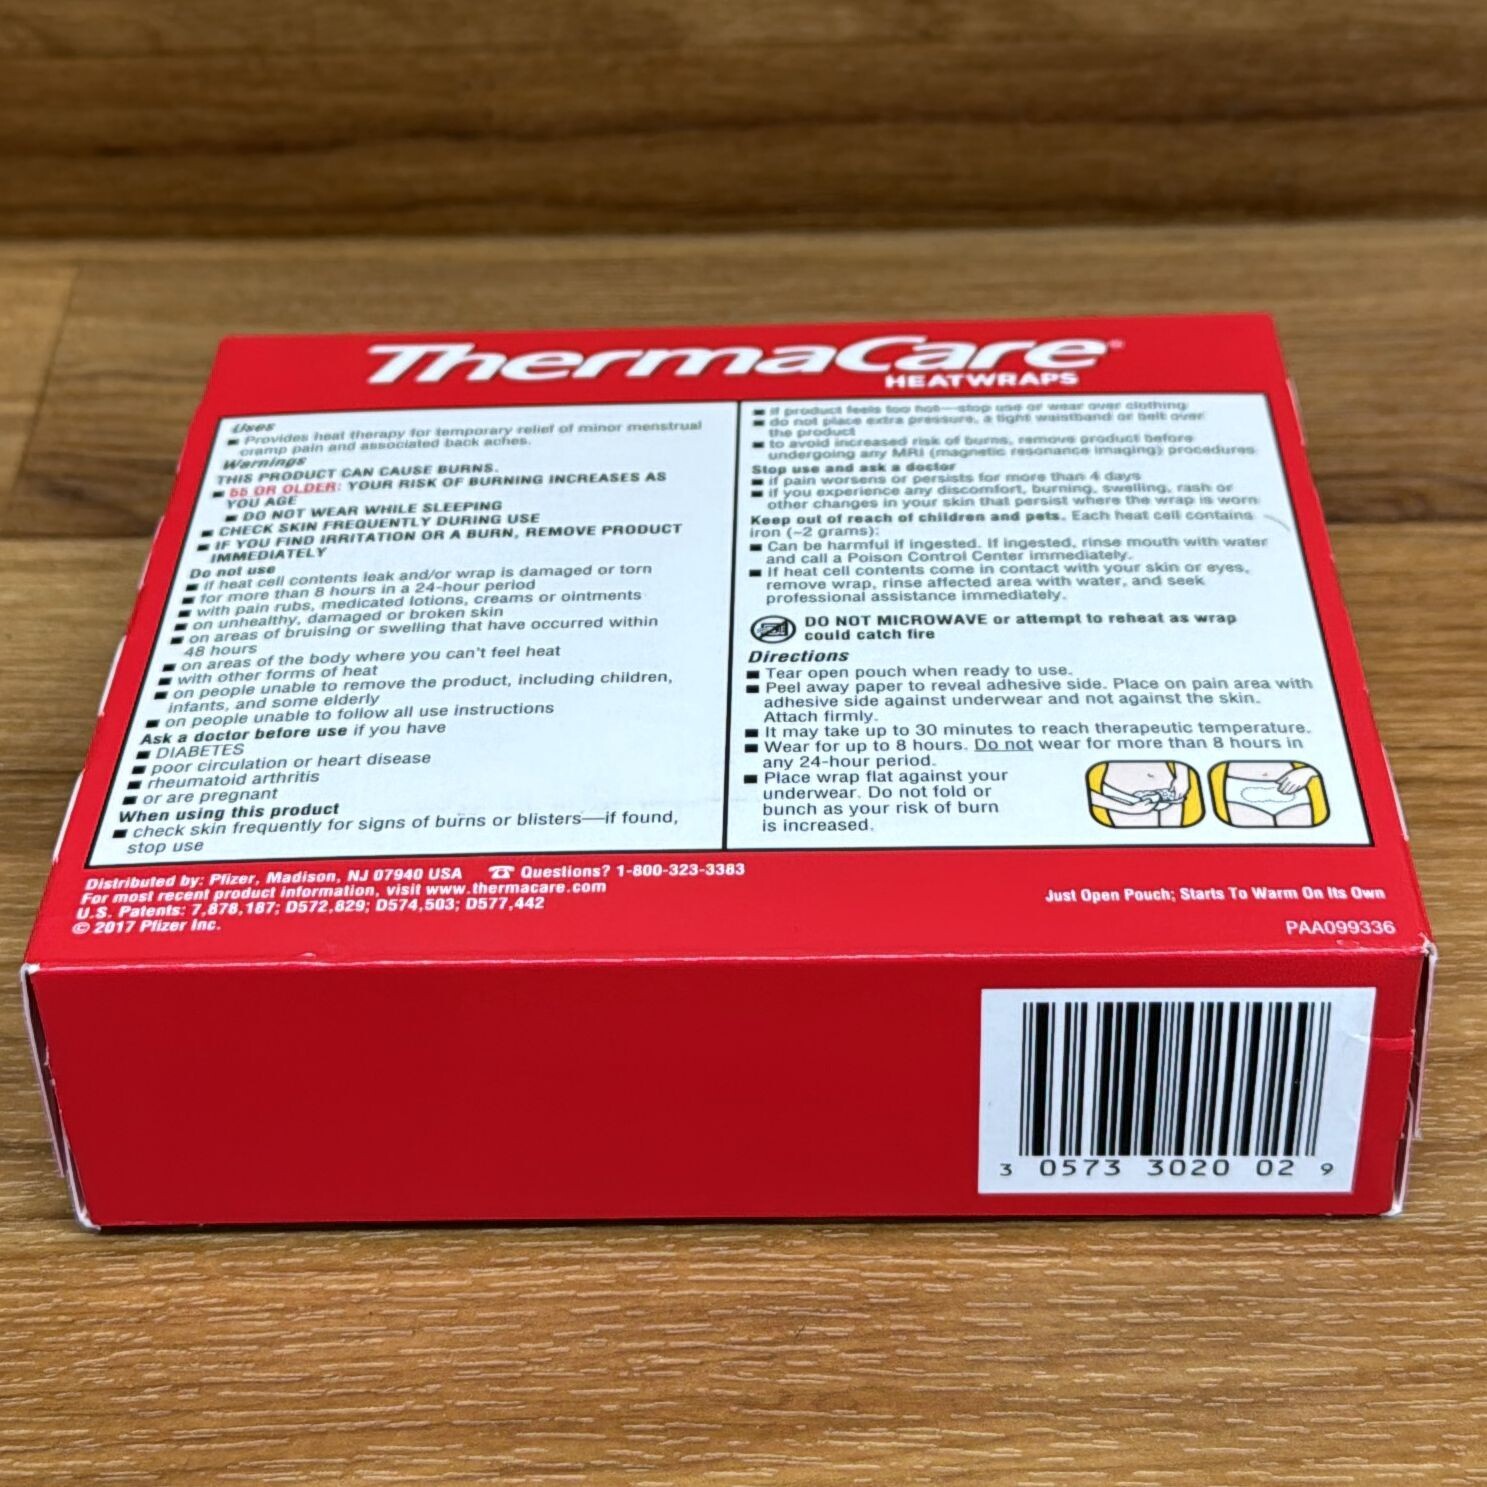 ThermaCare®
HEATWRAPS
Uses
■ Provides heat therapy for temporary relief of minor menstrual
cramp pain and associated back aches.
Warnings
THIS PRODUCT CAN CAUSE BURNS.
■ 55 OR OLDER: YOUR RISK OF BURNING INCREASES AS
YOU AGE
■ DO NOT WEAR WHILE SLEEPING
■ CHECK SKIN FREQUENTLY DURING USE
■ IF YOU FIND IRRITATION OR A BURN, REMOVE PRODUCT
IMMEDIATELY
Do not use
■ if heat cell contents leak and/or wrap is damaged or torn
■ for more than 8 hours in a 24-hour period
■ with pain rubs, medicated lotions, creams or ointments
■ on unhealthy, damaged or broken skin
■ on areas of bruising or swelling that have occurred within
48 hours
■ on areas of the body where you can't feel heat
■ with other forms of heat
■ on people unable to remove the product, including children,
infants, and some elderly
■ on people unable to follow all use instructions
Ask a doctor before use if you have
■ DIABETES
■ poor circulation or heart disease
■ rheumatoid arthritis
■ or are pregnant
When using this product
■ check skin frequently for signs of burns or blisters—if found,
stop use
■ if product feels too hot—stop use or wear over clothing
■ do not place extra pressure, a tight waistband or belt over
the product
■ to avoid increased risk of burns, remove product before
undergoing any MRI (magnetic resonance imaging) procedures
Stop use and ask a doctor
■ if pain worsens or persists for more than 4 days
■ if you experience any discomfort, burning, swelling, rash or
other changes in your skin that persist where the wrap is worn
Keep out of reach of children and pets. Each heat cell contains
iron (~2 grams):
■ Can be harmful if ingested. If ingested, rinse mouth with water
and call a Poison Control Center immediately.
■ If heat cell contents come in contact with your skin or eyes,
remove wrap, rinse affected area with water, and seek
professional assistance immediately.
DO NOT MICROWAVE or attempt to reheat as wrap
could catch fire
Directions
■ Tear open pouch when ready to use.
■ Peel away paper to reveal adhesive side. Place on pain area with
adhesive side against underwear and not against the skin.
Attach firmly.
■ It may take up to 30 minutes to reach therapeutic temperature.
■ Wear for up to 8 hours. Do not wear for more than 8 hours in
any 24-hour period.
■ Place wrap flat against your
underwear. Do not fold or
bunch as your risk of burn
is increased.
Distributed by: Pfizer, Madison, NJ 07940 USA ☎ Questions? 1-800-323-3383
For most recent product information, visit www.thermacare.com
U.S. Patents: 7,878,187; D572,829; D574,503; D577,442
© 2017 Pfizer Inc.
Just Open Pouch; Starts To Warm On Its Own
PAA099336
3 0573 3020 02 9